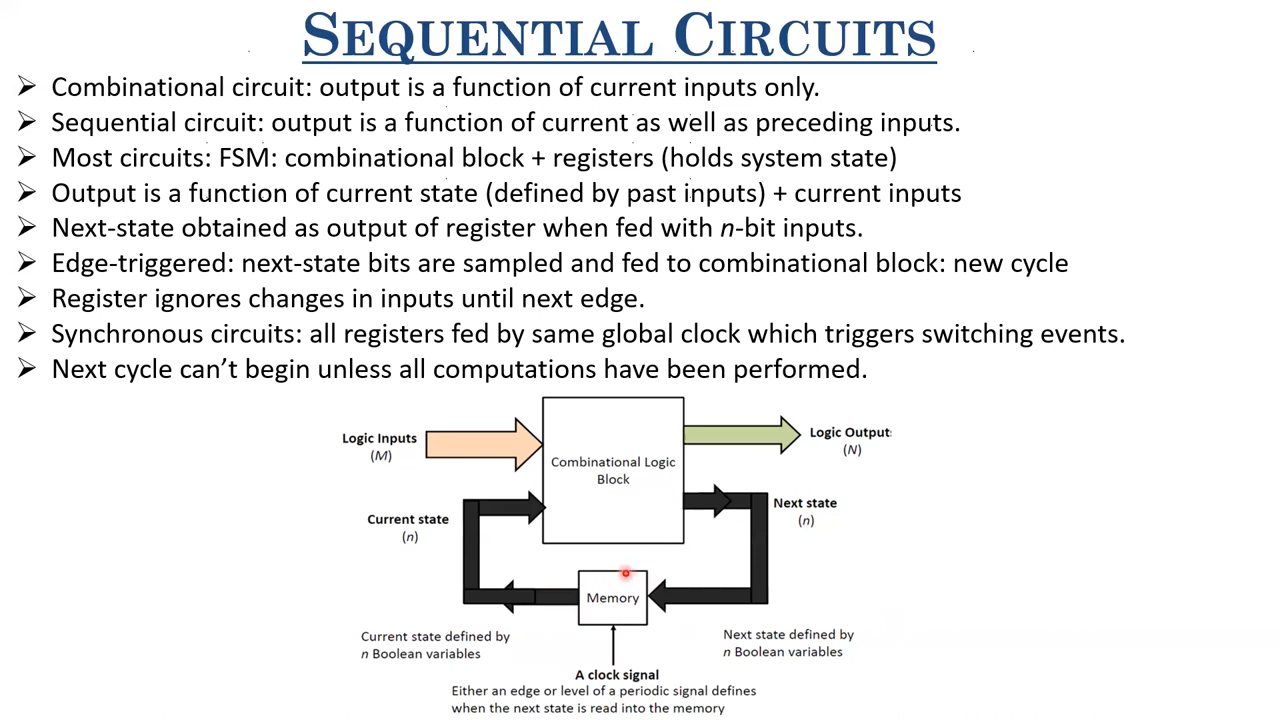 SEQUENTIAL CIRCUITS
➢ Combinational circuit: output is a function of current inputs only.
➢ Sequential circuit: output is a function of current as well as preceding inputs.
➢ Most circuits: FSM: combinational block + registers (holds system state)
➢ Output is a function of current state (defined by past inputs) + current inputs
➢ Next-state obtained as output of register when fed with n-bit inputs.
➢ Edge-triggered: next-state bits are sampled and fed to combinational block: new cycle
➢ Register ignores changes in inputs until next edge.
➢ Synchronous circuits: all registers fed by same global clock which triggers switching events.
➢ Next cycle can’t begin unless all computations have been performed.
Logic Inputs
(M)
Combinational Logic
Block
Logic Output:
(N)
Current state
(n)
Next state
(n)
Memory
Current state defined by
n Boolean variables
Next state defined by
n Boolean variables
A clock signal
Either an edge or level of a periodic signal defines
when the next state is read into the memory